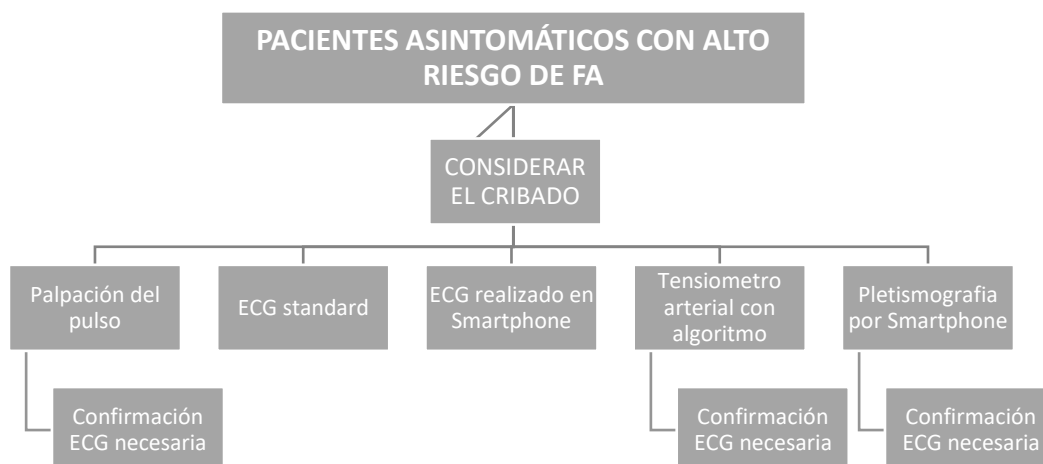 PACIENTES ASINTOMÁTICOS CON ALTO
RIESGO DE FA
CONSIDERAR
EL CRIBADO
Palpación del
pulso
ECG standard
ECG realizado en
Smartphone
Tensiometro
arterial con
algoritmo
Pletismografia
por Smartphone
Confirmación
ECG necesaria
Confirmación
ECG necesaria
Confirmación
ECG necesaria